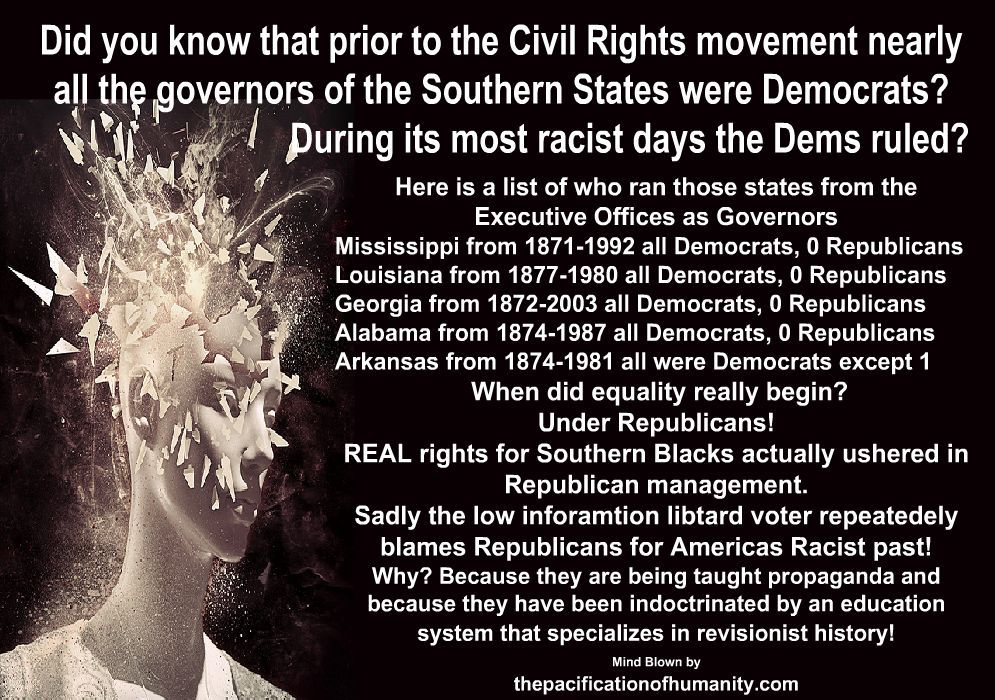 Did you know that prior to the Civil Rights movement nearly
all the governors of the Southern States were Democrats?
During its most racist days the Dems ruled?
Here is a list of who ran those states from the
Executive Offices as Governors
Mississippi from 1871-1992 all Democrats, 0 Republicans
Louisiana from 1877-1980 all Democrats, 0 Republicans
Georgia from 1872-2003 all Democrats, 0 Republicans
Alabama from 1874-1987 all Democrats, 0 Republicans
Arkansas from 1874-1981 all were Democrats except 1
When did equality really begin?
Under Republicans!
REAL rights for Southern Blacks actually ushered in
Republican management.
Sadly the low inforamtion libtard voter repeatedely
blames Republicans for Americas Racist past!
Why? Because they are being taught propaganda and
because they have been indoctrinated by an education
system that specializes in revisionist history!
Mind Blown by
thepacificationofhumanity.com